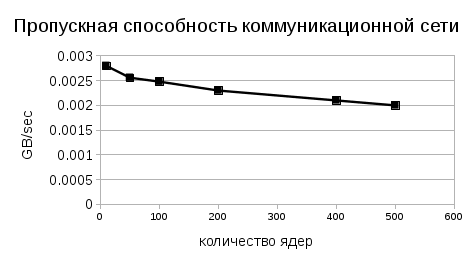 Пропускная способность коммуникационной сети
0.003
0.0025
0.002
0.0015
0.001
0.0005
0
GB/sec
0 100 200 300 400 500 600
количество ядер